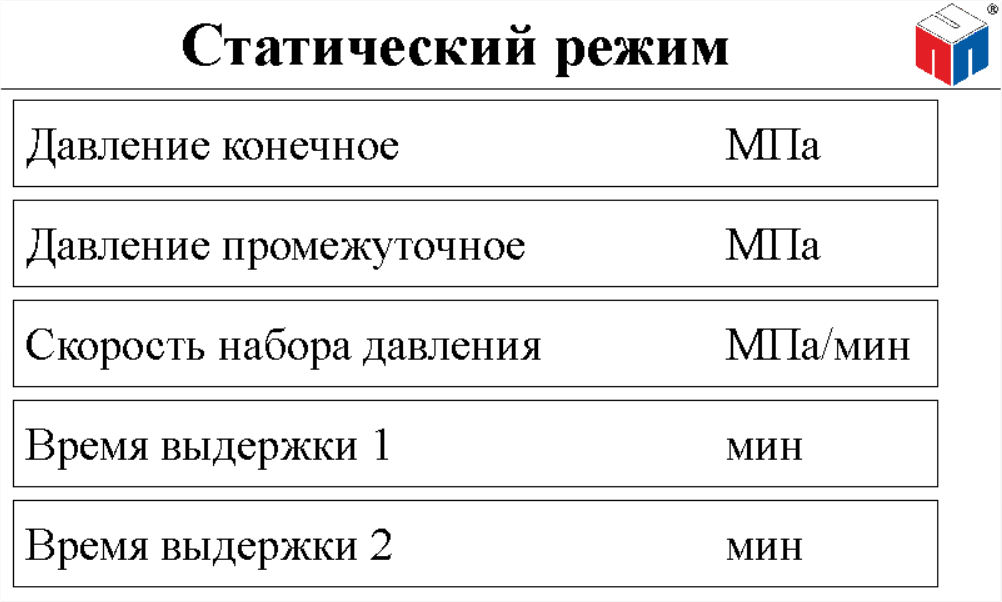 Статический режим
®
Давление конечное МПа
Давление промежуточное МПа
Скорость набора давления МПа/мин
Время выдержки 1 мин
Время выдержки 2 мин